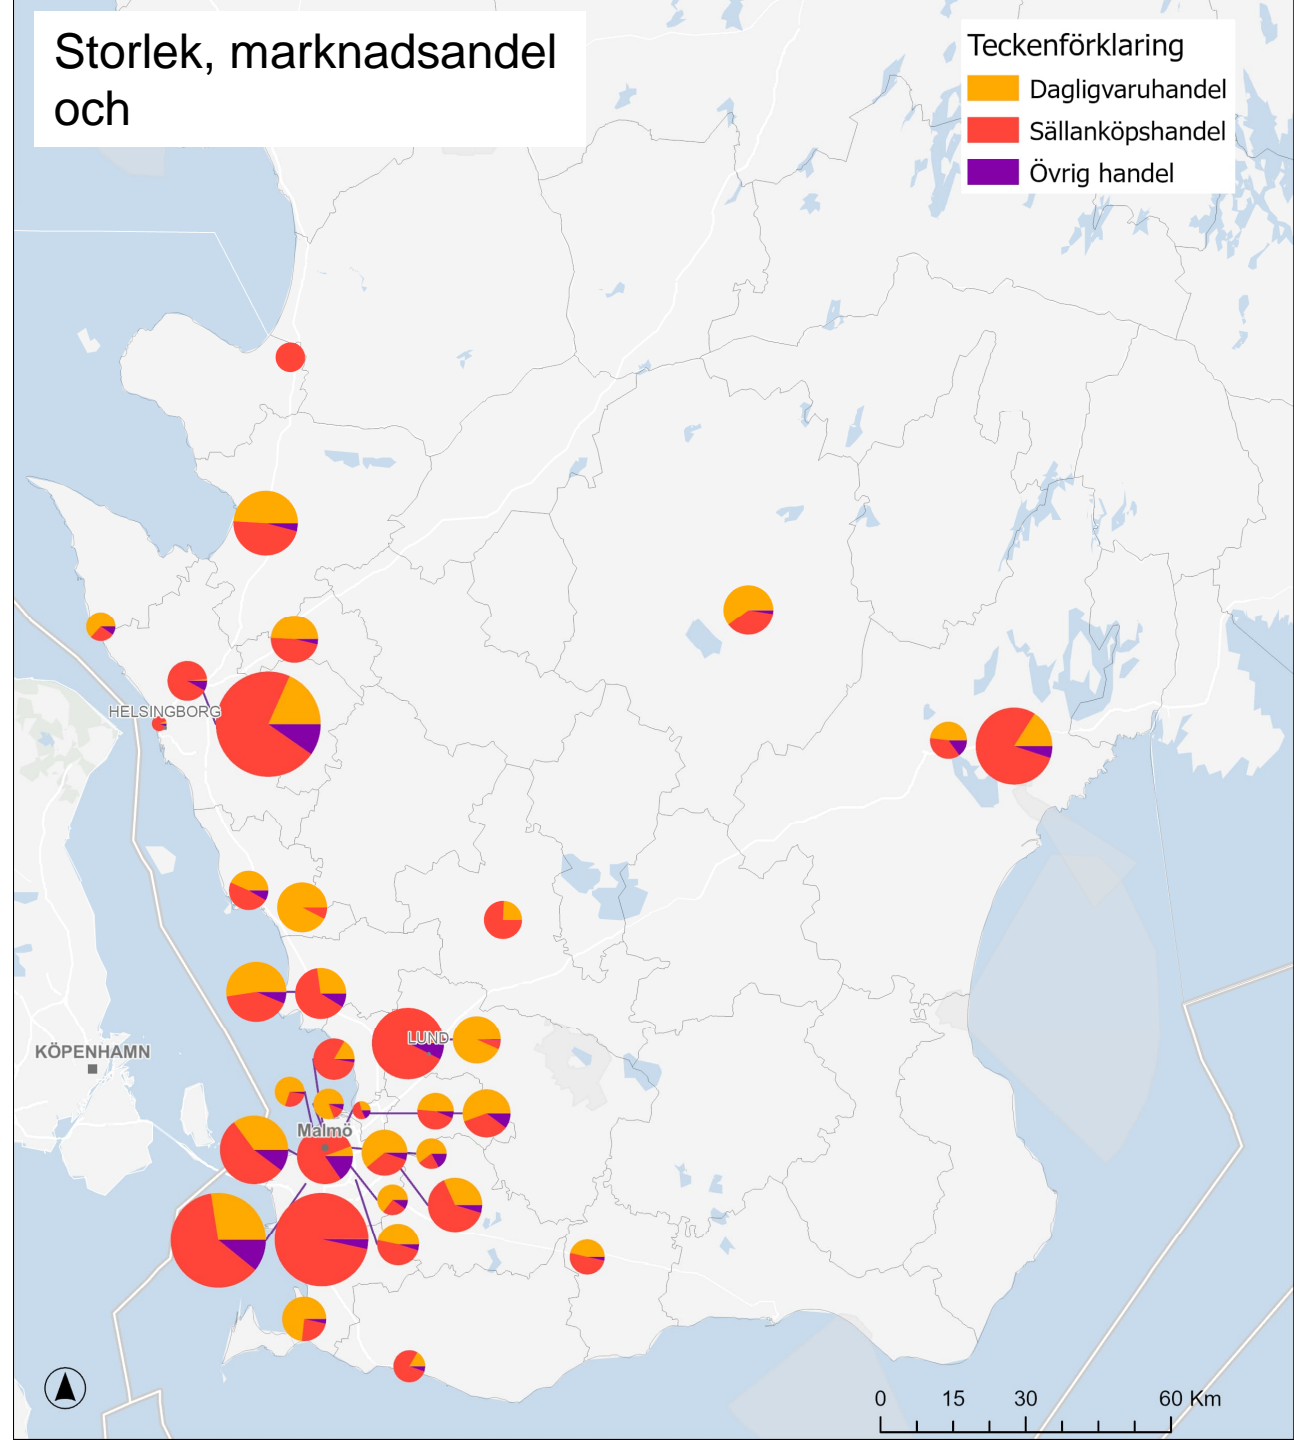 Storlek, marknadsandel
och
Teckenförklaring
Dagligvaruhandel
Sällanköpshandel
Övrig handel
HELSINGBORG
LUND
KÖPENHAMN
Malmö
0 15 30 60 Km